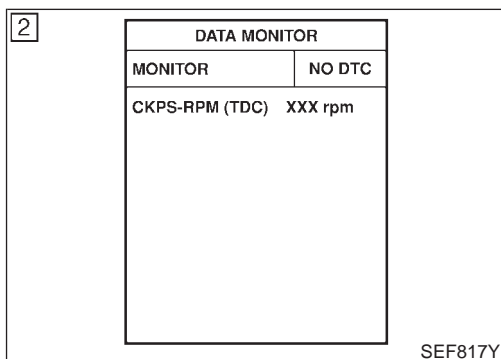 2
DATA MONITOR
MONITOR NO DTC
CKPS-RPM (TDC) XXX rpm
SEF817Y